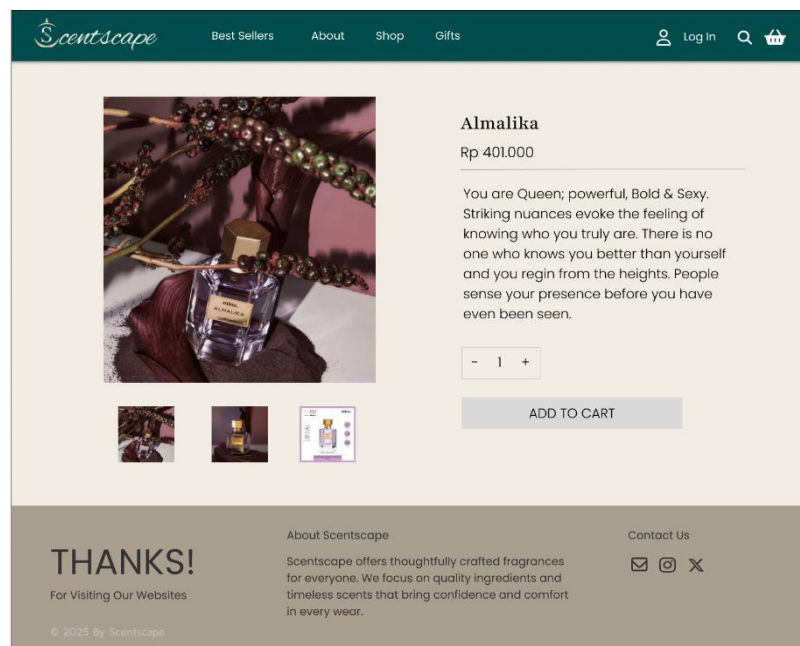 Scentscape
Best Sellers
About
Shop
Gifts
Log In
Almalika
Rp 401.000
You are Queen; powerful, Bold & Sexy.
Striking nuances evoke the feeling of
knowing who you truly are. There is no
one who knows you better than yourself
and you regin from the heights. People
sense your presence before you have
even been seen.
ALMALIKA
- 1 +
ADD TO CART
THANKS!
For Visiting Our Websites
© 2025 By Scentscape.
About Scentscape
Scentscape offers thoughtfully crafted fragrances
for everyone. We focus on quality ingredients and
timeless scents that bring confidence and comfort
in every wear.
Contact Us